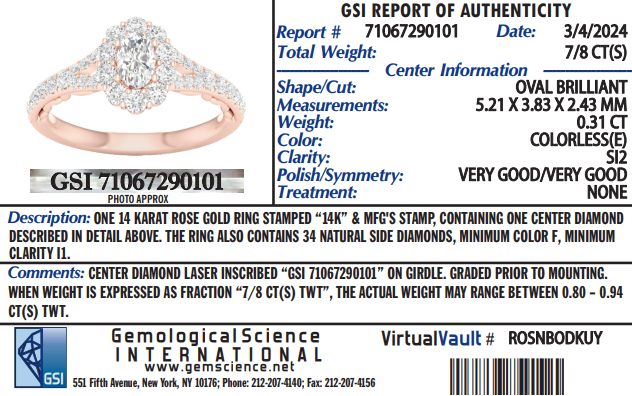 GSI REPORT OF AUTHENTICITY
Report # 71067290101 Date: 3/4/2024
Total Weight: 7/8 CT(S)
Center Information
Shape/Cut: OVAL BRILLIANT
Measurements: 5.21 X 3.83 X 2.43 MM
Weight: 0.31 CT
Color: COLORLESS(E)
Clarity: SI2
Polish/Symmetry: VERY GOOD/VERY GOOD
Treatment: NONE
GSI 71067290101
PHOTO APPROX
Description: ONE 14 KARAT ROSE GOLD RING STAMPED “14K” & MFG'S STAMP, CONTAINING ONE CENTER DIAMOND
DESCRIBED IN DETAIL ABOVE. THE RING ALSO CONTAINS 34 NATURAL SIDE DIAMONDS, MINIMUM COLOR F, MINIMUM
CLARITY I1.
Comments: CENTER DIAMOND LASER INSCRIBED “GSI 71067290101” ON GIRDLE. GRADED PRIOR TO MOUNTING.
WHEN WEIGHT IS EXPRESSED AS FRACTION “7/8 CT(S) TWT”, THE ACTUAL WEIGHT MAY RANGE BETWEEN 0.80 – 0.94
CT(S) TWT.
GSI
GemologicalScience
INTERNATIONAL
www.gemscience.net
551 Fifth Avenue, New York, NY 10176; Phone: 212-207-4140; Fax: 212-207-4156
VirtualVault # ROSNBODKUY